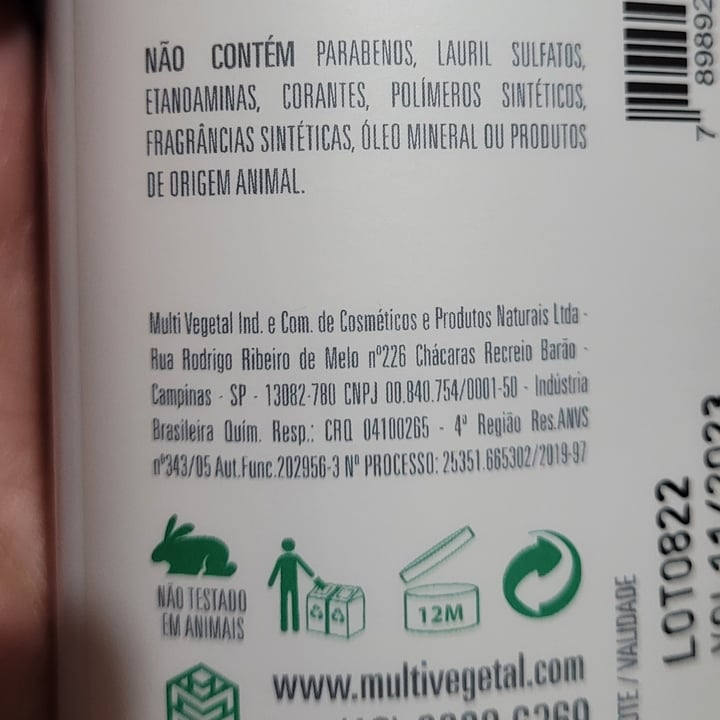 NÃO CONTÉM PARABENOS, LAURIL SULFATOS,
ETANOAMINAS, CORANTES, POLÍMEROS SINTÉTICOS,
FRAGRÂNCIAS SINTÉTICAS, ÓLEO MINERAL OU PRODUTOS
DE ORIGEM ANIMAL.
Multi Vegetal Ind. e Com. de Cosméticos e Produtos Naturais Ltda -
Rua Rodrigo Ribeiro de Melo nº226 Chácaras Recreio Barão -
Campinas - SP - 13082-780 CNPJ 00.840.754/0001-50 - Indústria
Brasileira Quím. Resp.: CRQ 04100265 - 4ª Região Res.ANVS
nº343/05 Aut.Func.202956-3 Nº PROCESSO: 25351.665302/2019-97
NÃO TESTADO
EM ANIMAIS
12M
www.multivegetal.com
/ VALIDADE
LOT0822
7 89892